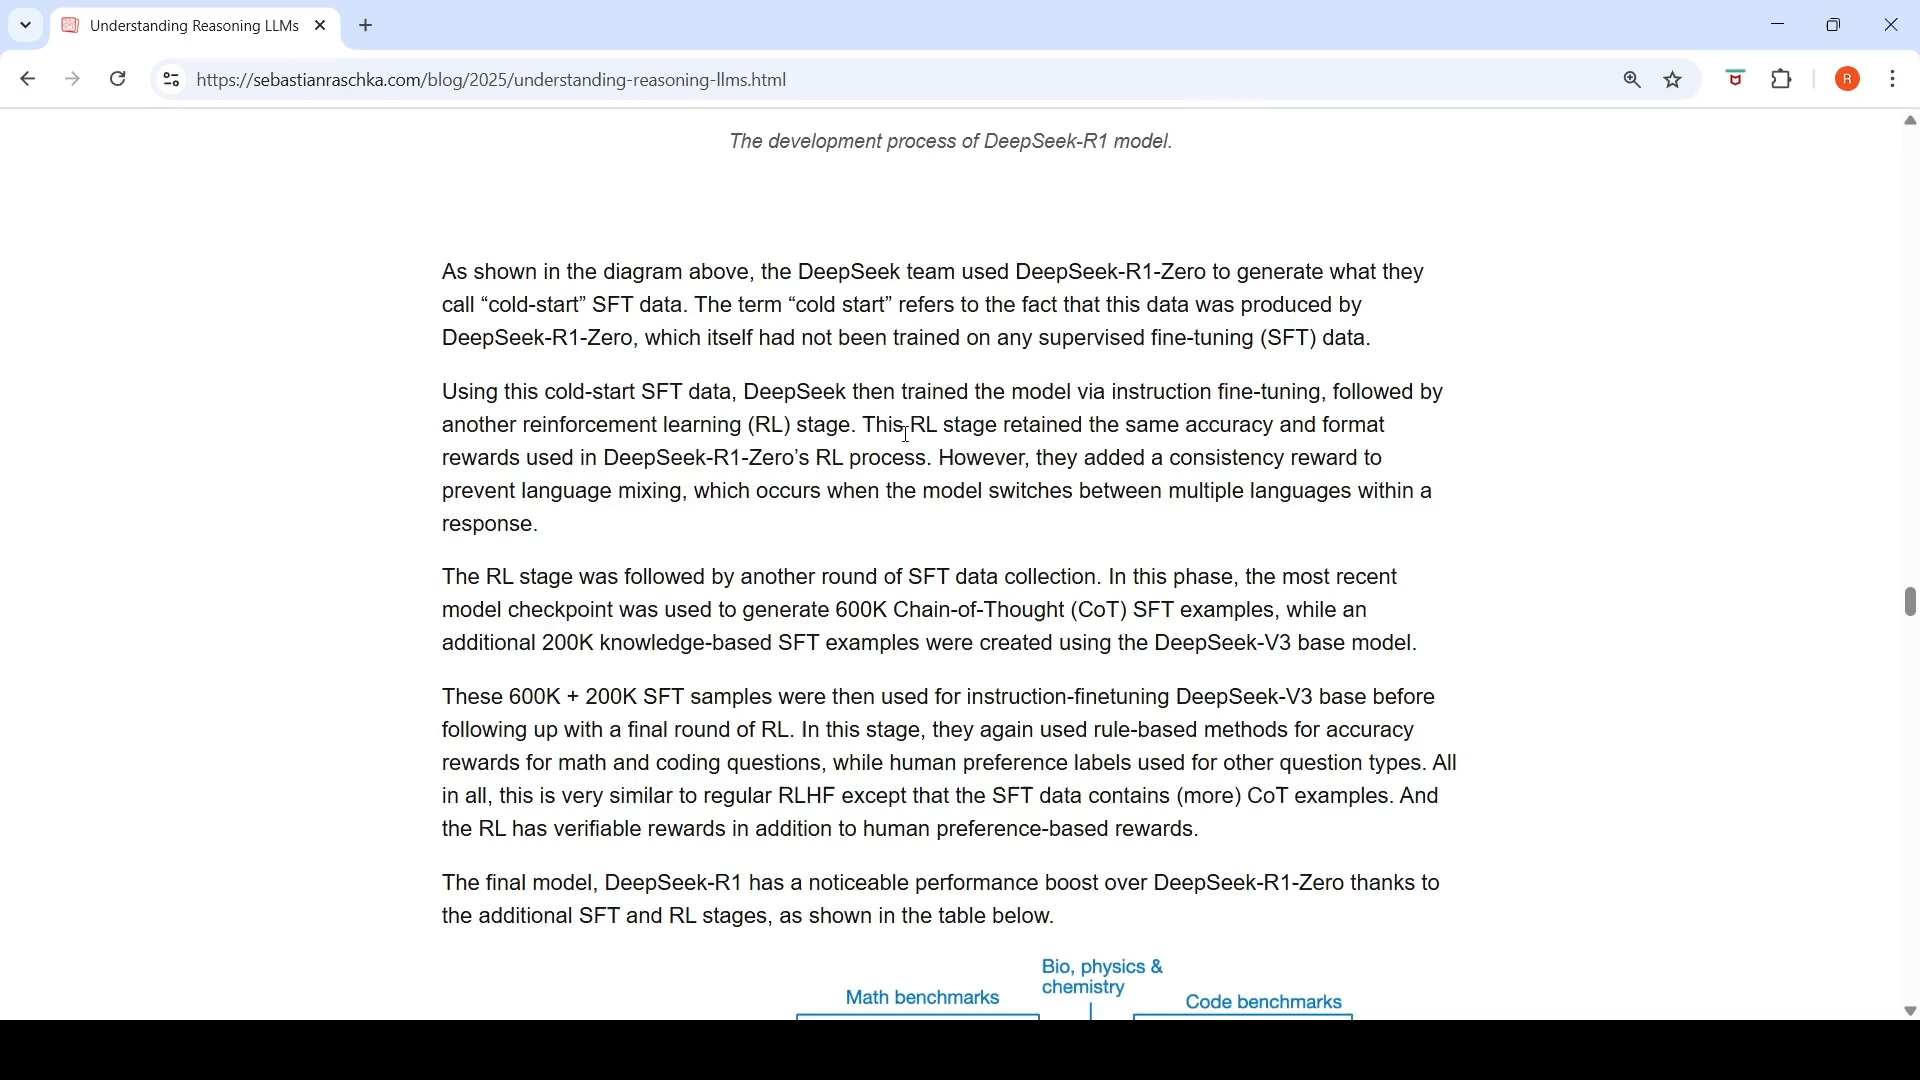 Understanding Reasoning LLMs
https://sebastianraschka.com/blog/2025/understanding-reasoning-llms.html
R
The development process of DeepSeek-R1 model.
As shown in the diagram above, the DeepSeek team used DeepSeek-R1-Zero to generate what they
call “cold-start” SFT data. The term “cold start” refers to the fact that this data was produced by
DeepSeek-R1-Zero, which itself had not been trained on any supervised fine-tuning (SFT) data.
Using this cold-start SFT data, DeepSeek then trained the model via instruction fine-tuning, followed by
another reinforcement learning (RL) stage. This RL stage retained the same accuracy and format
rewards used in DeepSeek-R1-Zero’s RL process. However, they added a consistency reward to
prevent language mixing, which occurs when the model switches between multiple languages within a
response.
The RL stage was followed by another round of SFT data collection. In this phase, the most recent
model checkpoint was used to generate 600K Chain-of-Thought (CoT) SFT examples, while an
additional 200K knowledge-based SFT examples were created using the DeepSeek-V3 base model.
These 600K + 200K SFT samples were then used for instruction-finetuning DeepSeek-V3 base before
following up with a final round of RL. In this stage, they again used rule-based methods for accuracy
rewards for math and coding questions, while human preference labels used for other question types. All
in all, this is very similar to regular RLHF except that the SFT data contains (more) CoT examples. And
the RL has verifiable rewards in addition to human preference-based rewards.
The final model, DeepSeek-R1 has a noticeable performance boost over DeepSeek-R1-Zero thanks to
the additional SFT and RL stages, as shown in the table below.
Bio, physics &
chemistry
Math benchmarks
Code benchmarks